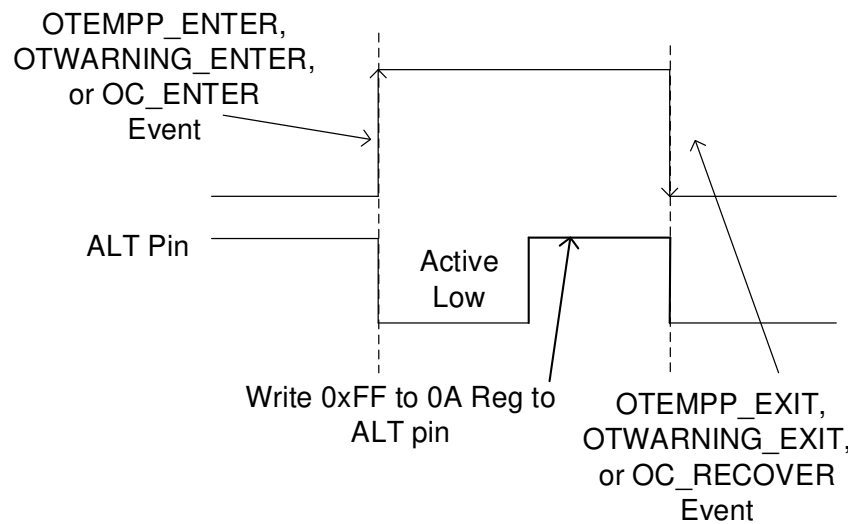 OTEMPP_ENTER,
OTWARNING_ENTER,
or OC_ENTER
Event
ALT Pin
Active
Low
Write 0xFF to 0A Reg to
ALT pin
OTEMPP_EXIT,
OTWARNING_EXIT,
or OC_RECOVER
Event